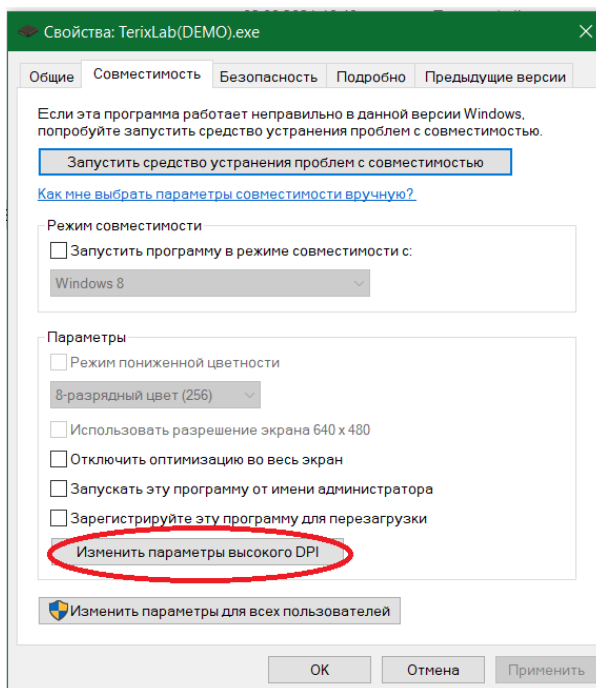 Свойства: TerixLab(DEMO).exe
Общие Совместимость Безопасность Подробно Предыдущие версии
Если эта программа работает неправильно в данной версии Windows,
попробуйте запустить средство устранения проблем с совместимостью.
Запустить средство устранения проблем с совместимостью
Как мне выбрать параметры совместимости вручную?
Режим совместимости
Запустить программу в режиме совместимости с:
Windows 8
Параметры
Режим пониженной цветности
8-разрядный цвет (256)
Использовать разрешение экрана 640 x 480
Отключить оптимизацию во весь экран
Запускать эту программу от имени администратора
Зарегистрируйте эту программу для перезагрузки
Изменить параметры высокого DPI
Изменить параметры для всех пользователей
OK Отмена Применить